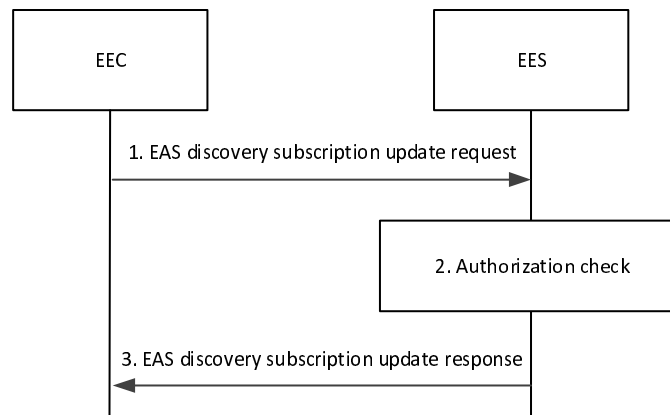 EEC
EES
1. EAS discovery subscription update request
2. Authorization check
3. EAS discovery subscription update response